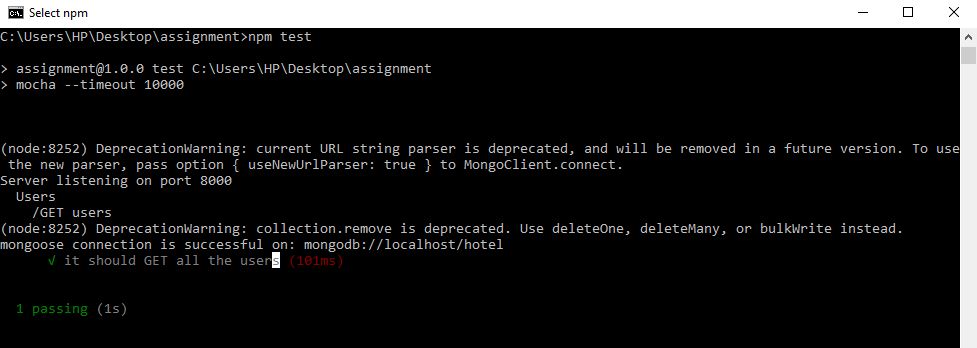 Select npm
C:\Users\HP\Desktop\assignment>npm test
> assignment@1.0.0 test C:\Users\HP\Desktop\assignment
> mocha --timeout 10000
(node:8252) DeprecationWarning: current URL string parser is deprecated, and will be removed in a future version. To use
the new parser, pass option { useNewUrlParser: true } to MongoClient.connect.
Server listening on port 8000
Users
/GET users
(node:8252) DeprecationWarning: collection.remove is deprecated. Use deleteOne, deleteMany, or bulkWrite instead.
mongoose connection is successful on: mongodb://localhost/hotel
√ it should GET all the users (101ms)
1 passing (1s)